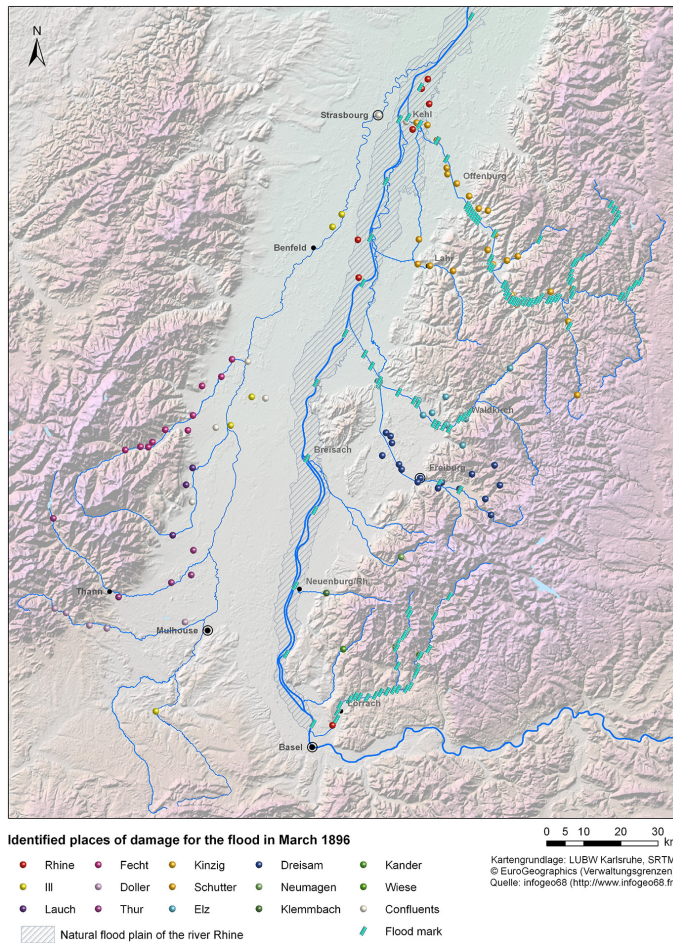 N
Strasbourg
Kehl
Offenburg
Benfeld
Lahr
Waldkirch
Breisach
Freiburg
Thann
Neuenburg/Rh.
Mulhouse
Lörrach
Basel
Identified places of damage for the flood in March 1896
0 5 10 20 30
km
Rhine Fecht Kinzig Dreisam Kander
Ill Doller Schutter Neumagen Wiese
Lauch Thur Elz Klemmbach Confluents
Natural flood plain of the river Rhine Flood mark
Kartengrundlage: LUBW Karlsruhe, SRTM
© EuroGeographics (Verwaltungsgrenzen
Quelle: infogeo68 (http://www.infogeo68.fr